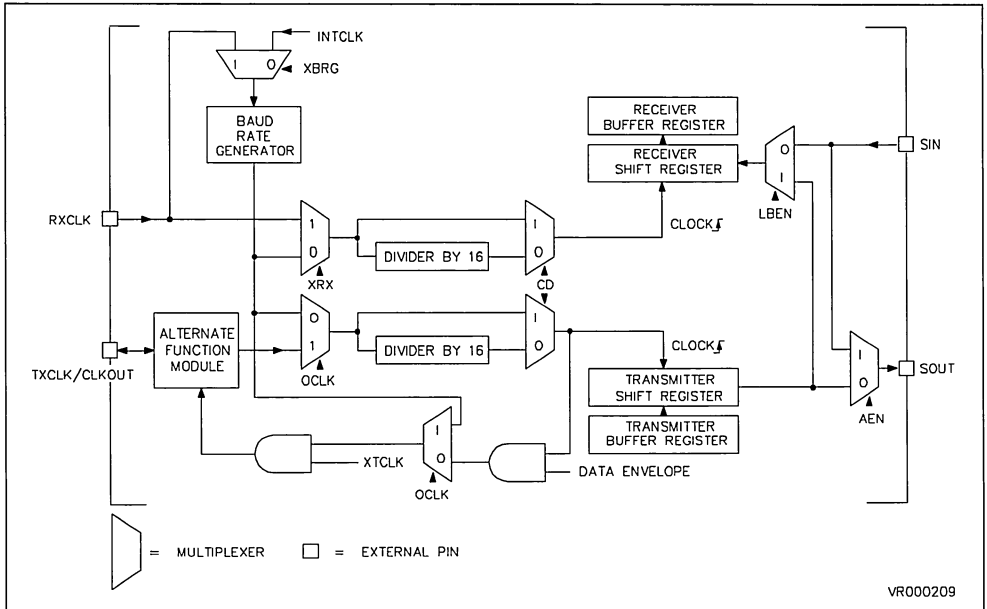 INTCLK
1 0
XBRG
BAUD
RATE
GENERATOR
RECEIVER
BUFFER REGISTER
RECEIVER
SHIFT REGISTER
0
1
LBEN
SIN
RXCLK
1
0
XRX
DIVIDER BY 16
1
0
CD
CLOCK
TXCLK/CLKOUT
ALTERNATE
FUNCTION
MODULE
0
1
OCLK
DIVIDER BY 16
1
0
CLOCK
TRANSMITTER
SHIFT REGISTER
TRANSMITTER
BUFFER REGISTER
1
0
AEN
SOUT
XTCLK
1
0
OCLK
DATA ENVELOPE
= MULTIPLEXER
= EXTERNAL PIN
VR000209